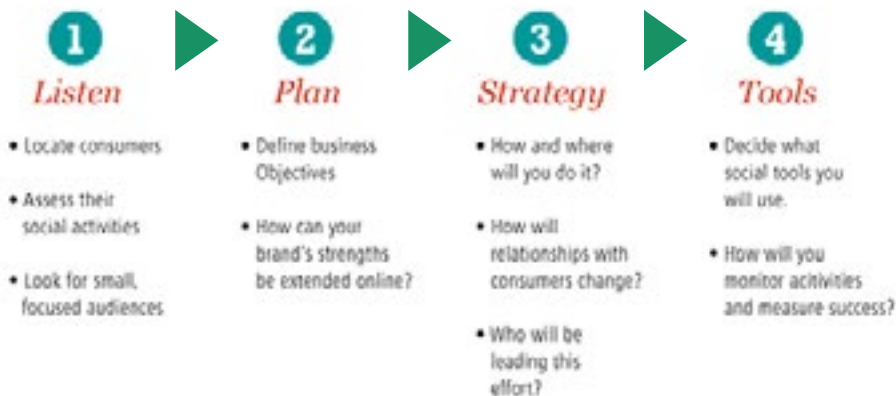 1
Listen
• Locate consumers
• Assess their
social activities
• Look for small,
focused audiences
2
Plan
• Define business
Objectives
• How can your
brand's strengths
be extended online?
3
Strategy
• How and where
will you do it?
• How will
relationships with
consumers change?
• Who will be
leading this
effort?
4
Tools
• Decide what
social tools you
will use.
• How will you
monitor acitivities
and measure success?